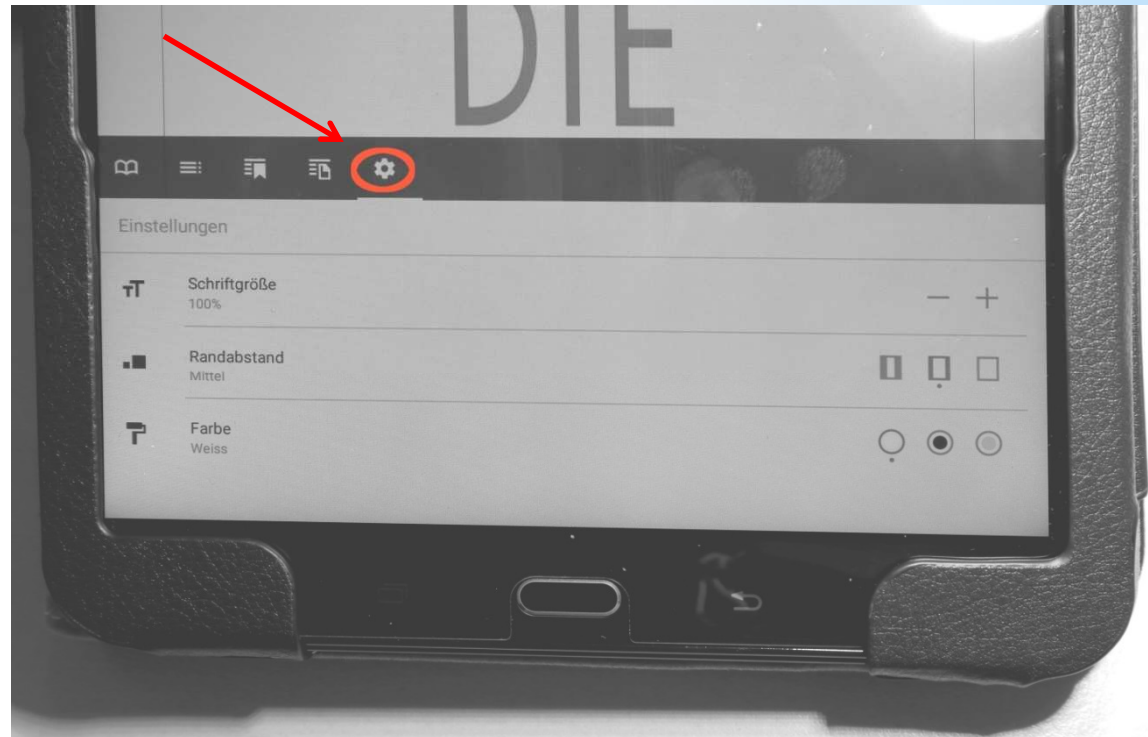 DIE
Einstellungen
Schriftgröße
100%
Randabstand
Mittel
Farbe
Weiss